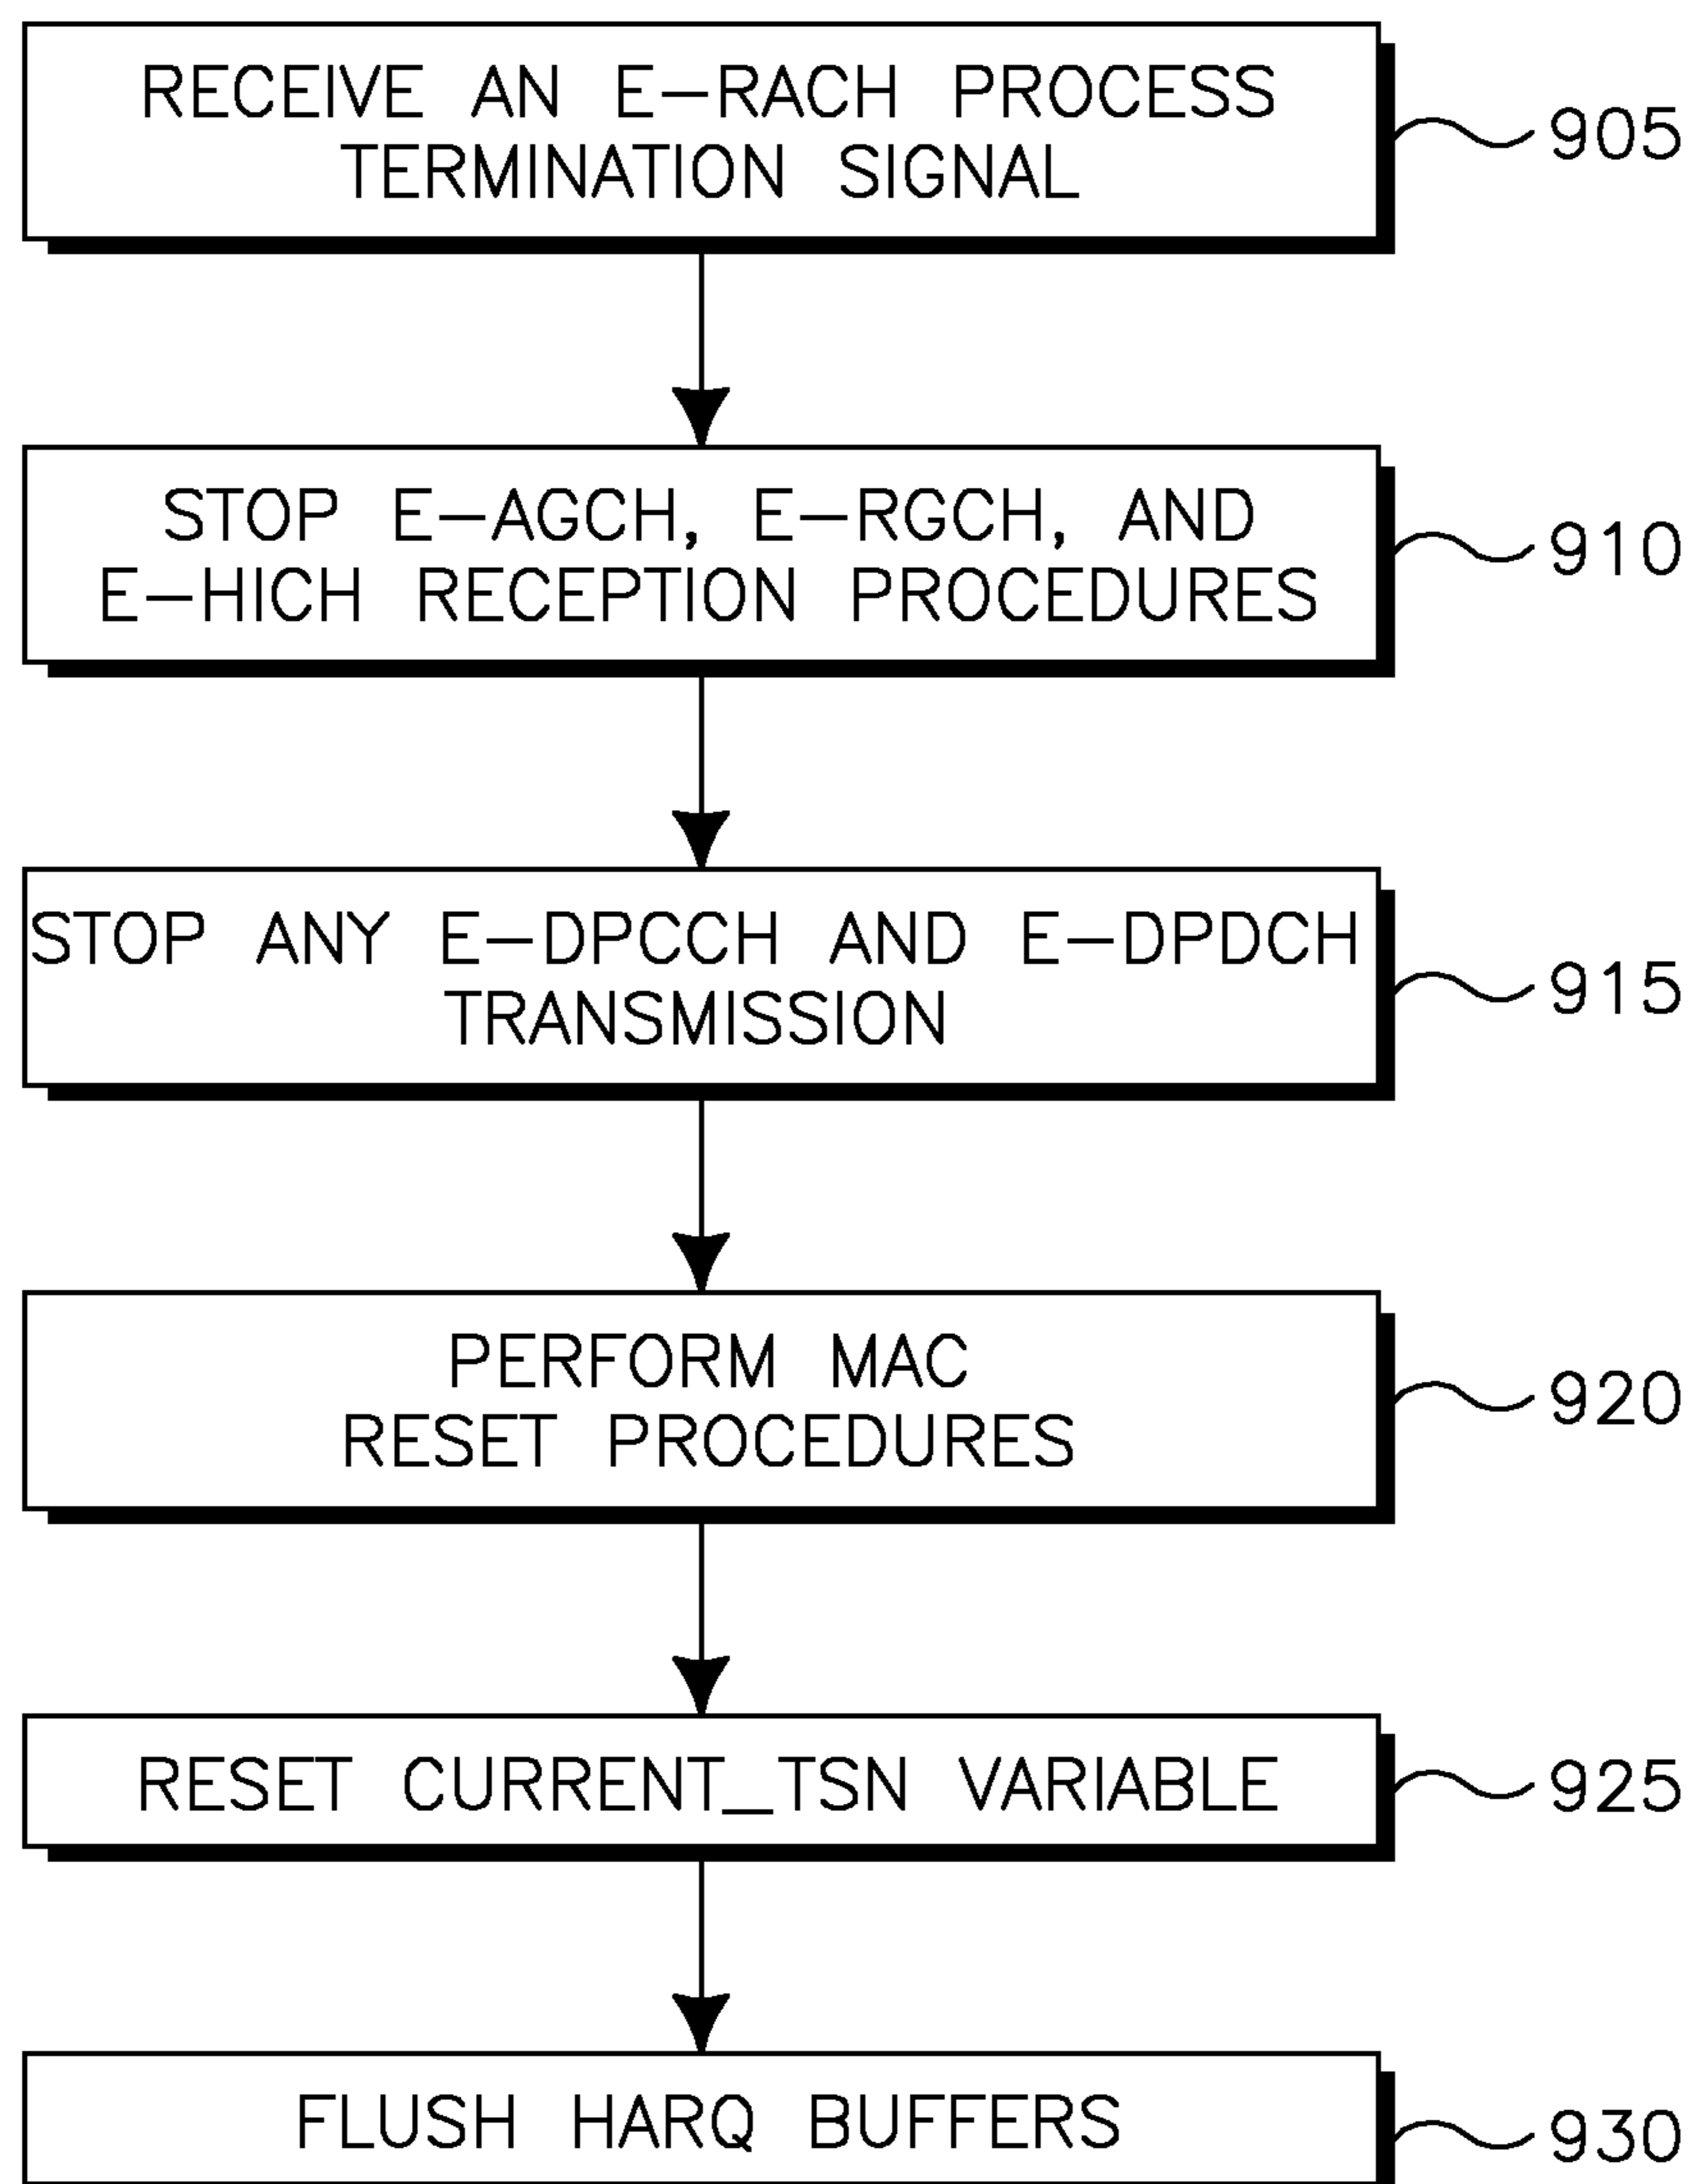 RECEIVE AN E-RACH PROCESS
TERMINATION SIGNAL
905
STOP E-AGCH, E-RGCH, AND
E-HICH RECEPTION PROCEDURES
910
STOP ANY E-DPCCH AND E-DPDCH
TRANSMISSION
915
PERFORM MAC
RESET PROCEDURES
920
RESET CURRENT_TSN VARIABLE
925
FLUSH HARQ BUFFERS
930